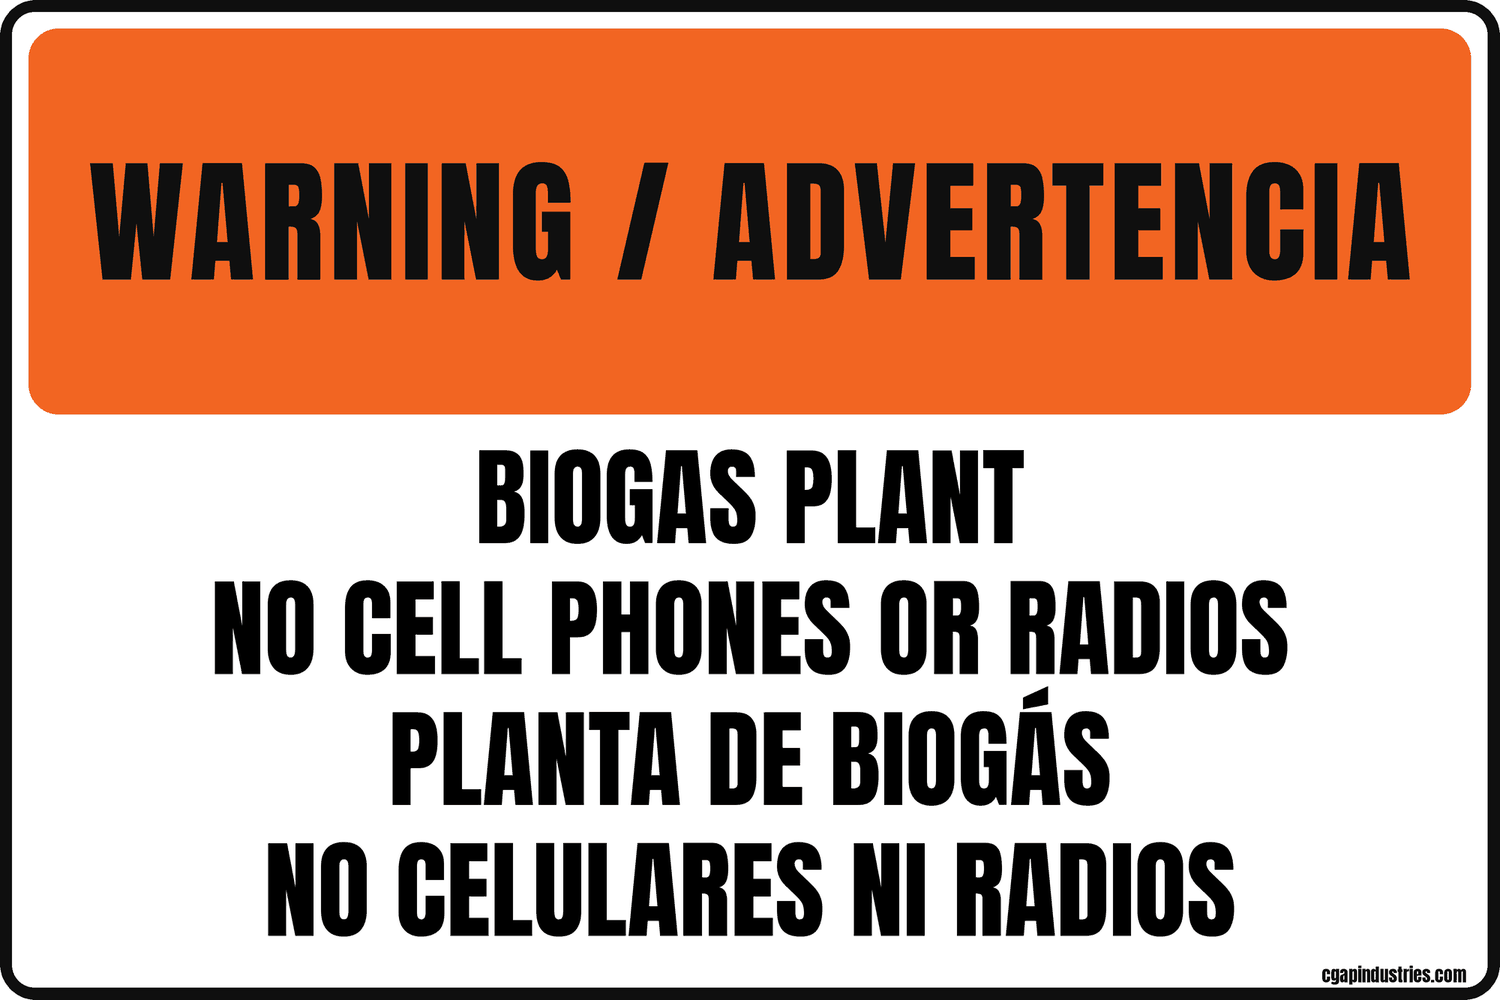 WARNING / ADVERTENCIA
BIOGAS PLANT
NO CELL PHONES OR RADIOS
PLANTA DE BIOGÁS
NO CELULARES NI RADIOS
cgapindustries.com